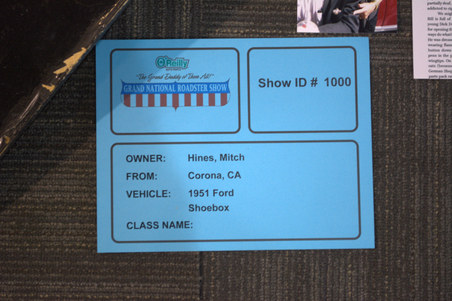 O'Reilly
"The Grand Daddy of Them All"
GRAND NATIONAL ROADSTER SHOW
Show ID # 1000
OWNER: Hines, Mitch
FROM: Corona, CA
VEHICLE: 1951 Ford
Shoebox
CLASS NAME: